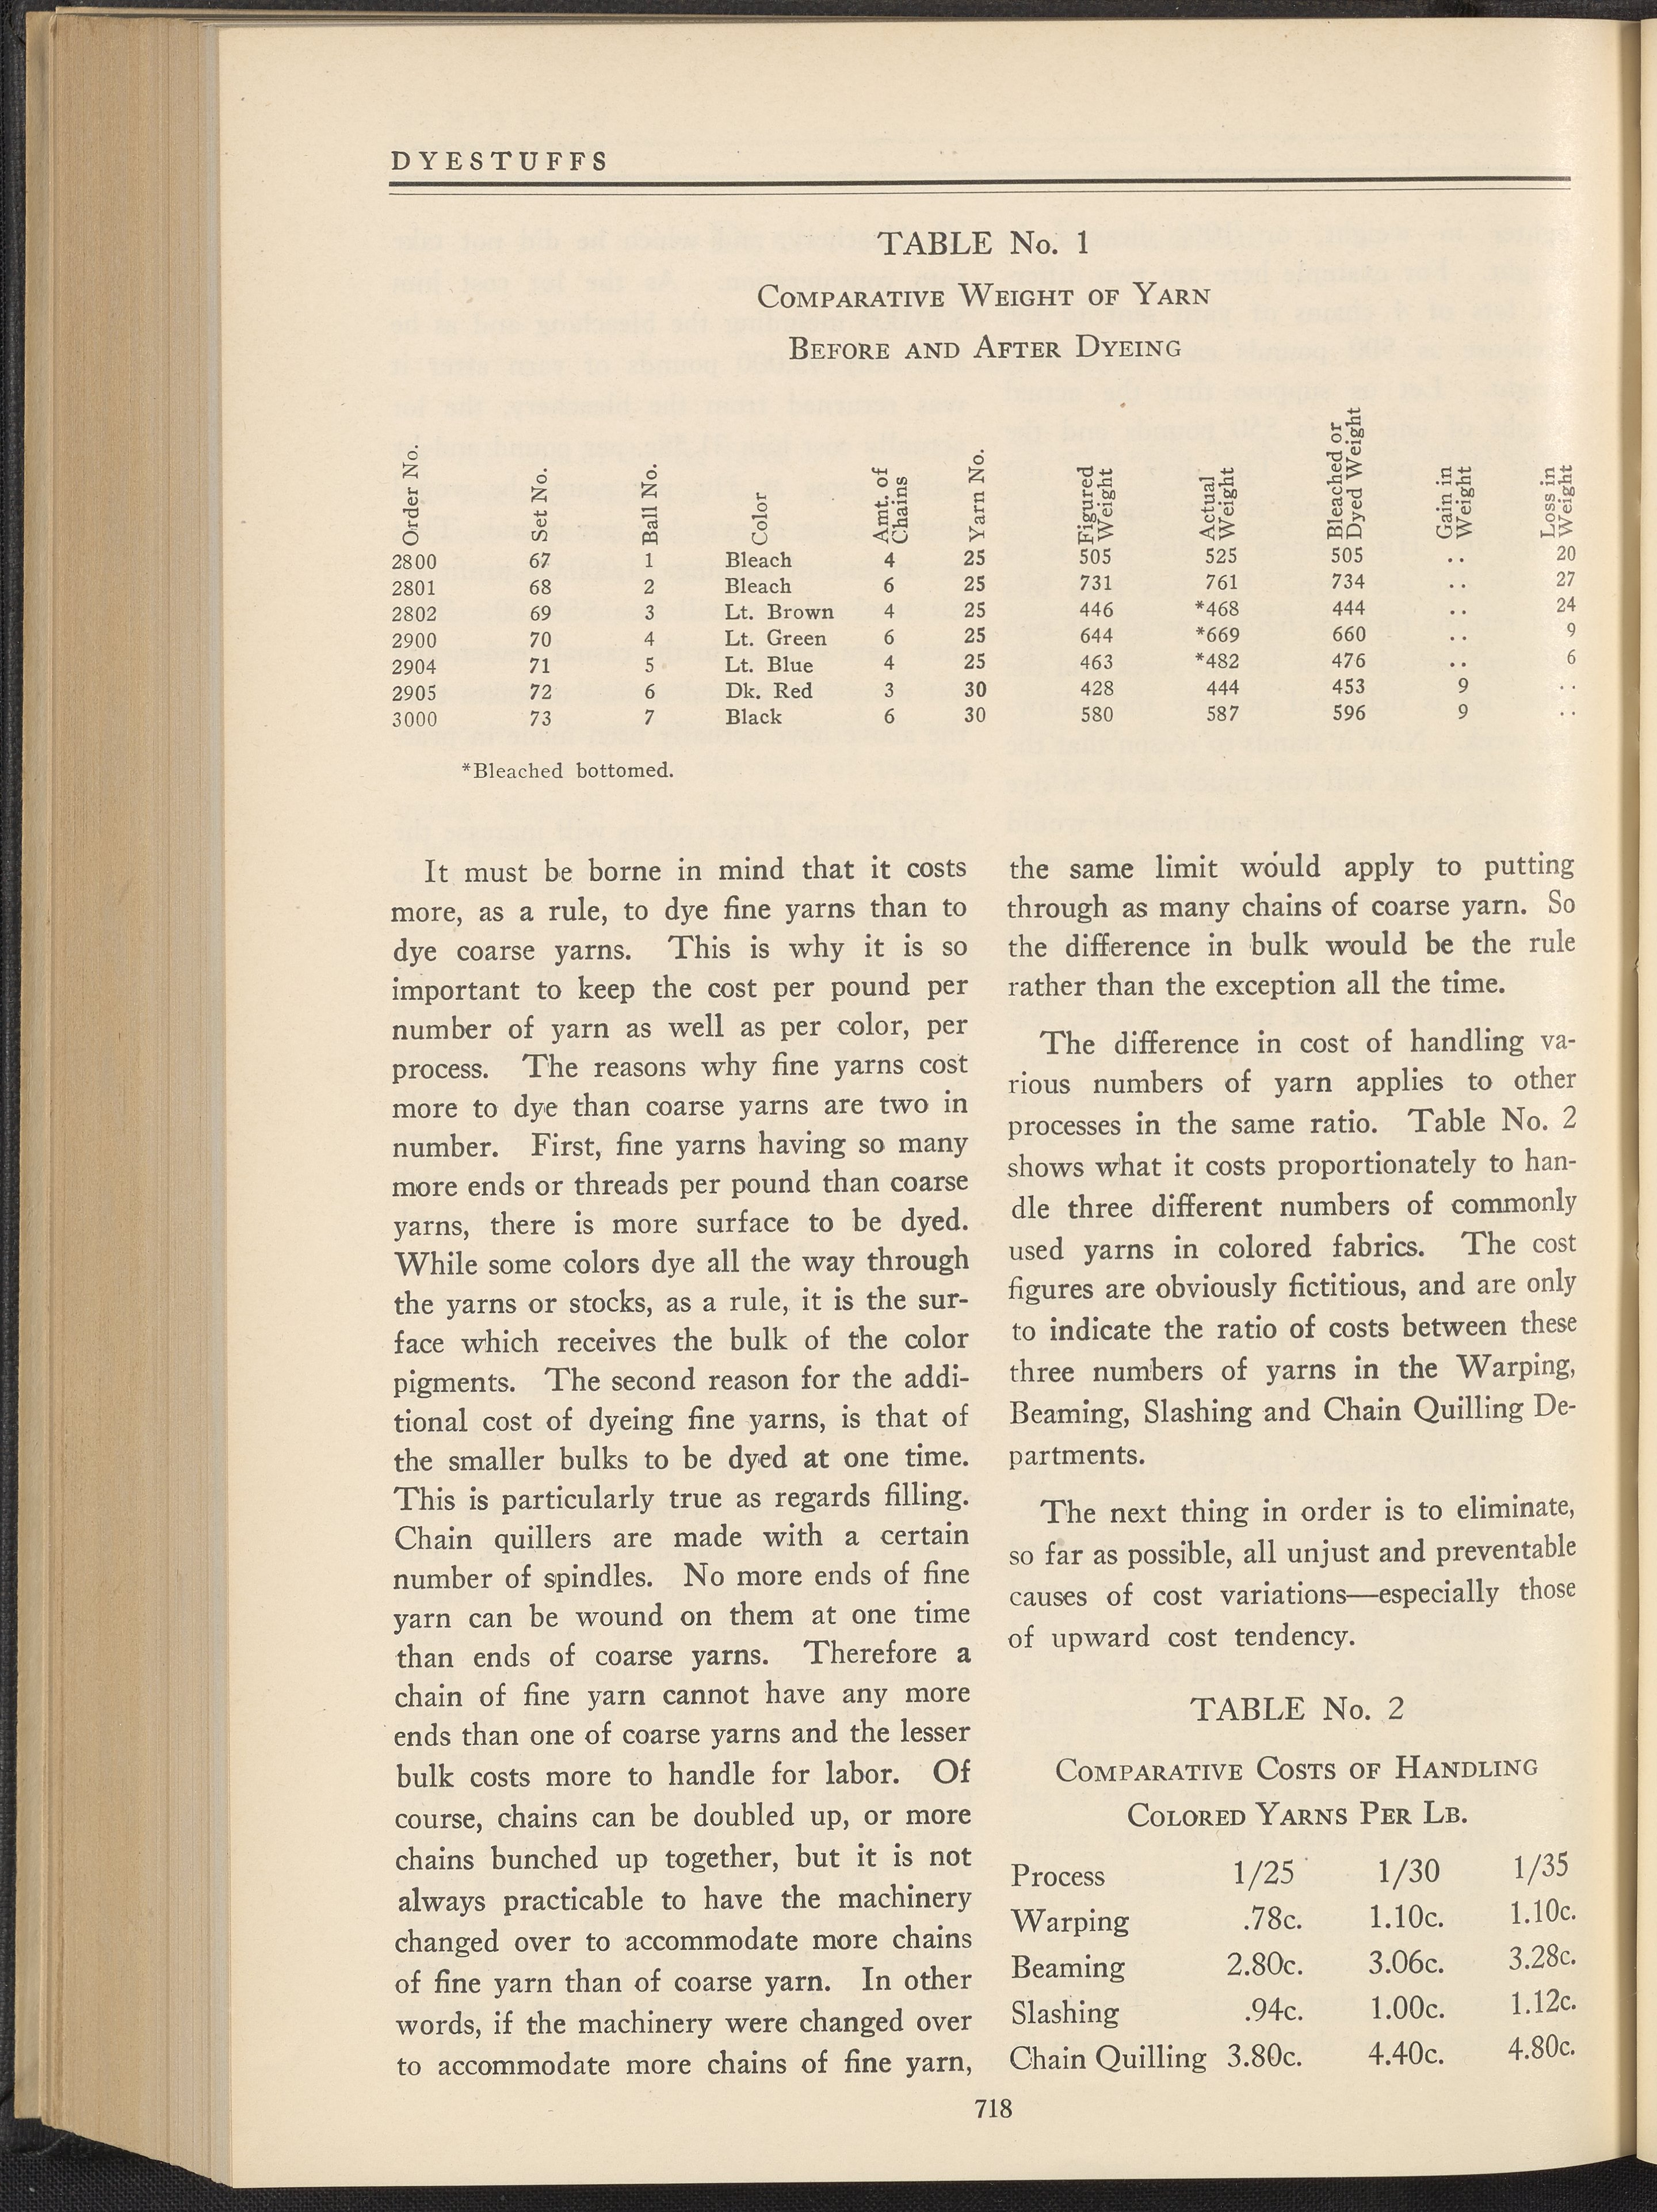 DYESTUFFS
TABLE No. 1
Comparative Weight of Yarn
Before and After Dyeing
Order No. Set No. Ball No. Color Amt. of Chains Yarn No. Figured Weight Actual Weight Bleached or Dyed Weight Gain in Weight Loss in Weight
2800 67 1 Bleach 4 25 505 525 505 .. 20
2801 68 2 Bleach 6 25 731 761 734 .. 27
2802 69 3 Lt. Brown 4 25 446 *468 444 .. 24
2900 70 4 Lt. Green 6 25 644 *669 660 .. 9
2904 71 5 Lt. Blue 4 25 463 *482 476 .. 6
2905 72 6 Dk. Red 3 30 428 444 453 9 ..
3000 73 7 Black 6 30 580 587 596 9 ..
*Bleached bottomed.
It must be borne in mind that it costs
more, as a rule, to dye fine yarns than to
dye coarse yarns. This is why it is so
important to keep the cost per pound per
number of yarn as well as per color, per
process. The reasons why fine yarns cost
more to dye than coarse yarns are two in
number. First, fine yarns having so many
more ends or threads per pound than coarse
yarns, there is more surface to be dyed.
While some colors dye all the way through
the yarns or stocks, as a rule, it is the sur-
face which receives the bulk of the color
pigments. The second reason for the addi-
tional cost of dyeing fine yarns, is that of
the smaller bulks to be dyed at one time.
This is particularly true as regards filling.
Chain quillers are made with a certain
number of spindles. No more ends of fine
yarn can be wound on them at one time
than ends of coarse yarns. Therefore a
chain of fine yarn cannot have any more
ends than one of coarse yarns and the lesser
bulk costs more to handle for labor. Of
course, chains can be doubled up, or more
chains bunched up together, but it is not
always practicable to have the machinery
changed over to accommodate more chains
of fine yarn than of coarse yarn. In other
words, if the machinery were changed over
to accommodate more chains of fine yarn,
the same limit would apply to putting
through as many chains of coarse yarn. So
the difference in bulk would be the rule
rather than the exception all the time.
The difference in cost of handling va-
rious numbers of yarn applies to other
processes in the same ratio. Table No. 2
shows what it costs proportionately to han-
dle three different numbers of commonly
used yarns in colored fabrics. The cost
figures are obviously fictitious, and are only
to indicate the ratio of costs between these
three numbers of yarns in the Warping,
Beaming, Slashing and Chain Quilling De-
partments.
The next thing in order is to eliminate,
so far as possible, all unjust and preventable
causes of cost variations—especially those
of upward cost tendency.
TABLE No. 2
Comparative Costs of Handling
Colored Yarns Per Lb.
Process 1/25 1/30 1/35
Warping .78c. 1.10c. 1.10c.
Beaming 2.80c. 3.06c. 3.28c.
Slashing .94c. 1.00c. 1.12c.
Chain Quilling 3.80c. 4.40c. 4.80c.
718